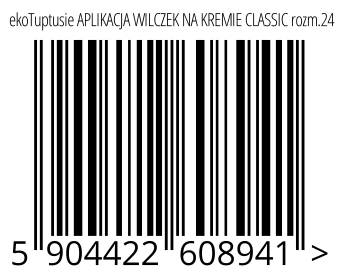 ekoTuptusie APLIKACJA WILCZEK NA KREMIE CLASSIC rozm.24
5 904422 608941 >